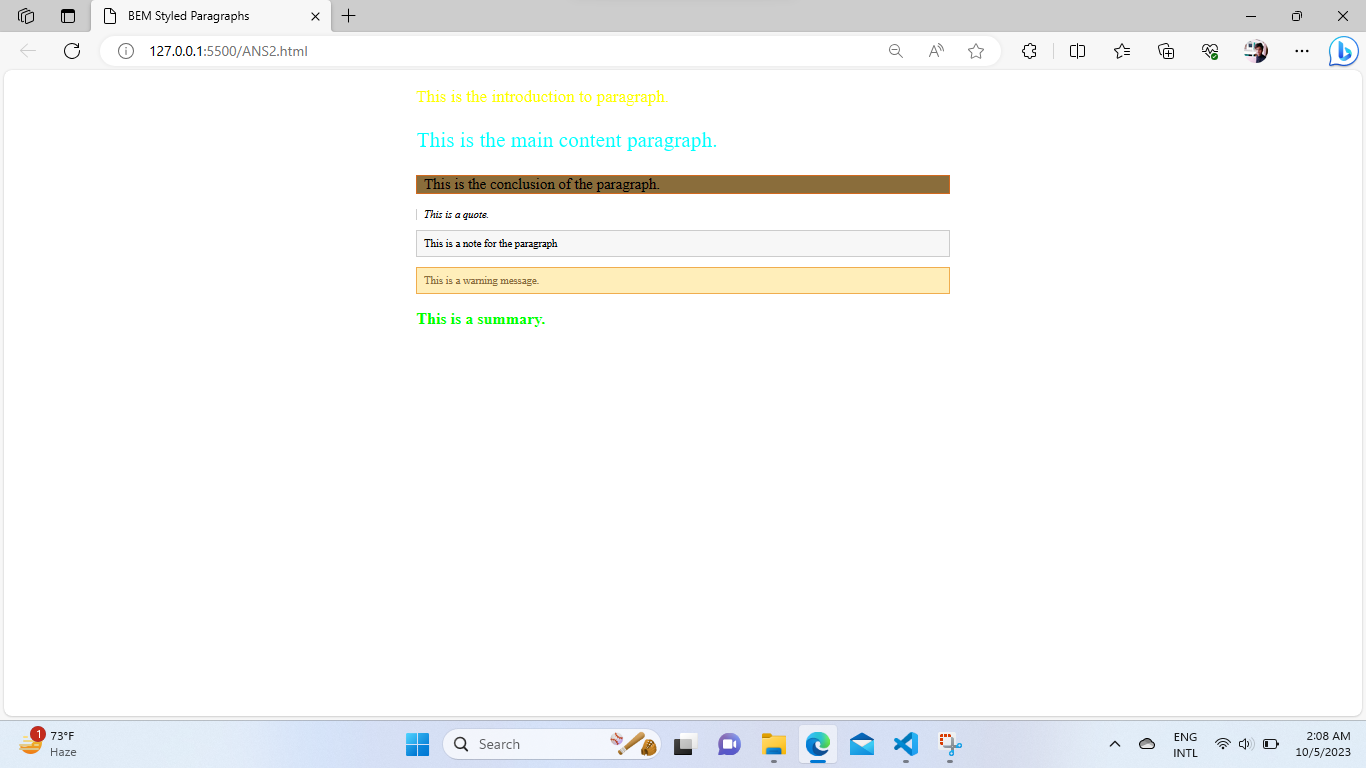 BEM Styled Paragraphs
127.0.0.1:5500/ANS2.html
This is the introduction to paragraph.
This is the main content paragraph.
This is the conclusion of the paragraph.
This is a quote.
This is a note for the paragraph
This is a warning message.
This is a summary.
1
73°F
Haze
Search
ENG
INTL
2:08 AM
10/5/2023